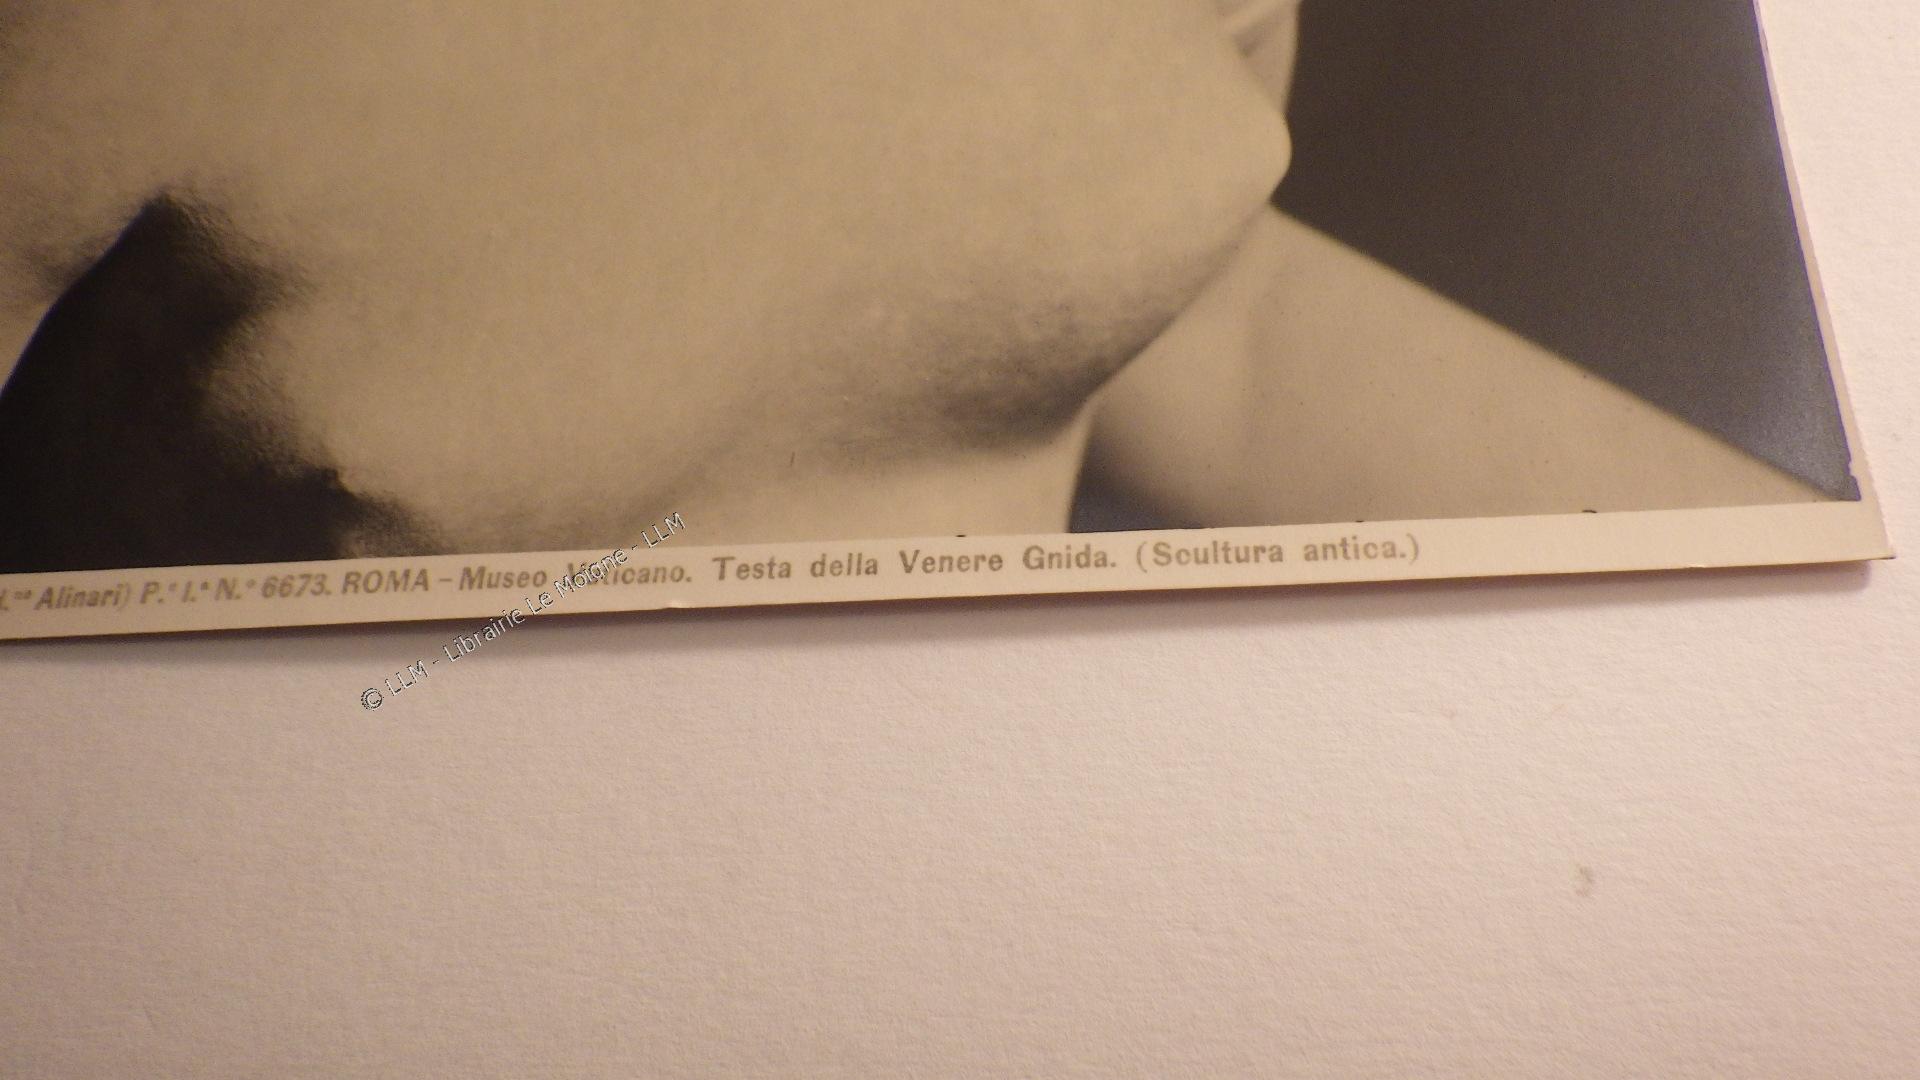 Alinari) P.ᵉ I.ᵃ N.º 6673. ROMA – Museo Vaticano. Testa della Venere Gnida. (Scultura antica.)
© LLM - Librairie Le Moigne - LLM